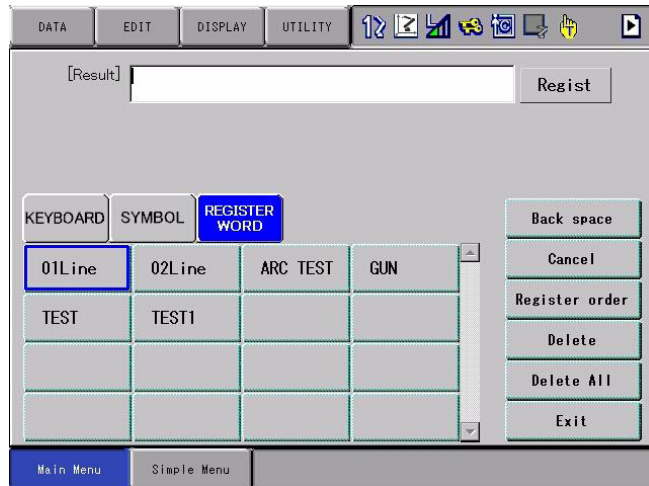 DATA EDIT DISPLAY UTILITY
[Result]
Regist
KEYBOARD SYMBOL REGISTER
WORD
01Line 02Line ARC TEST GUN
TEST TEST1
Back space
Cancel
Register order
Delete
Delete All
Exit
Main Menu Simple Menu